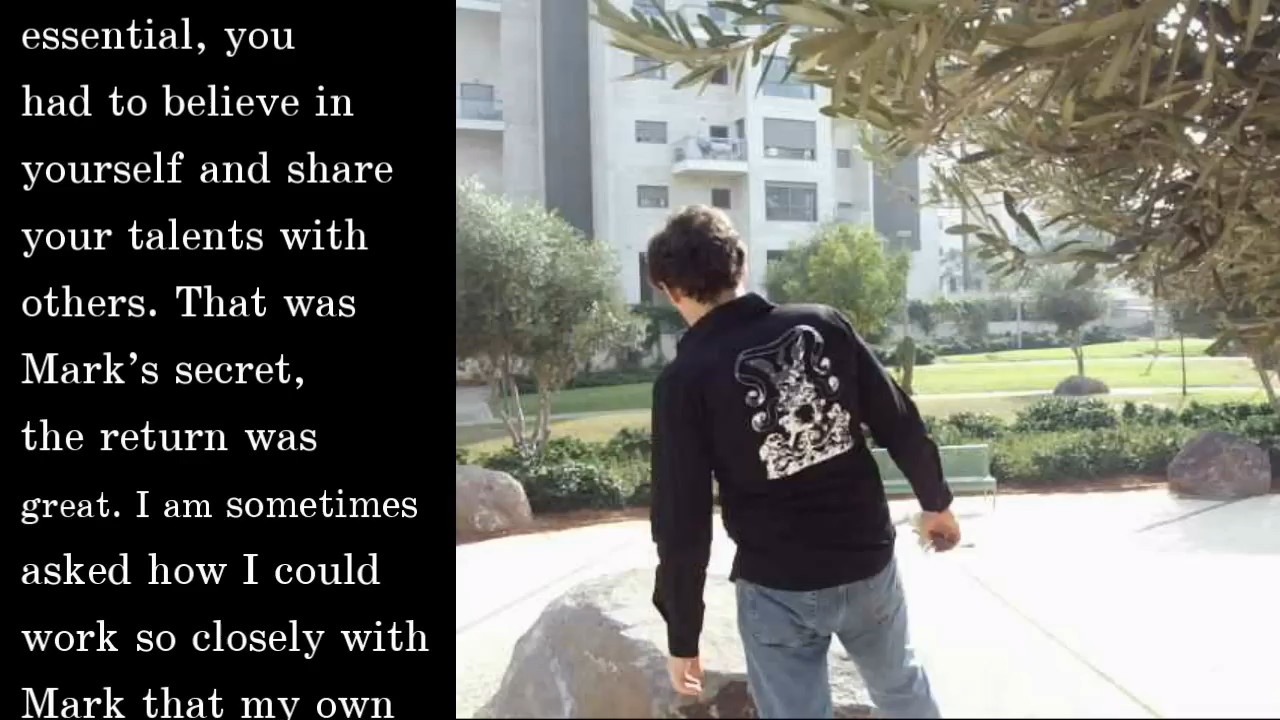 essential, you
had to believe in
yourself and share
your talents with
others. That was
Mark’s secret,
the return was
great. I am sometimes
asked how I could
work so closely with
Mark that my own